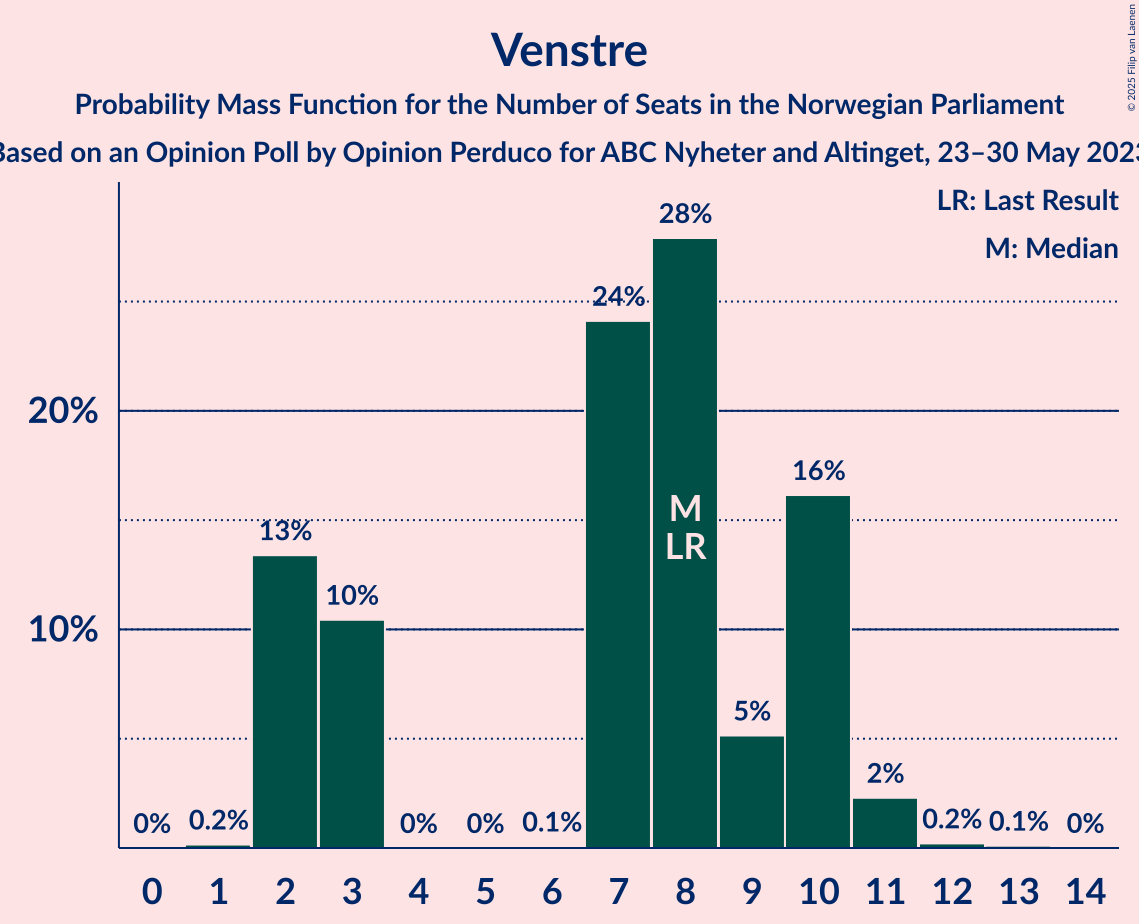 © 2025 Filip van Laenen
Venstre
Probability Mass Function for the Number of Seats in the Norwegian Parliament
Based on an Opinion Poll by Opinion Perduco for ABC Nyheter and Altinget, 23–30 May 2023
LR: Last Result
M: Median
28%
24%
20%
16%
M
LR
13%
10%
10%
5%
2%
0% 0.2% 0% 0% 0.1% 0.2% 0.1% 0%
0 1 2 3 4 5 6 7 8 9 10 11 12 13 14